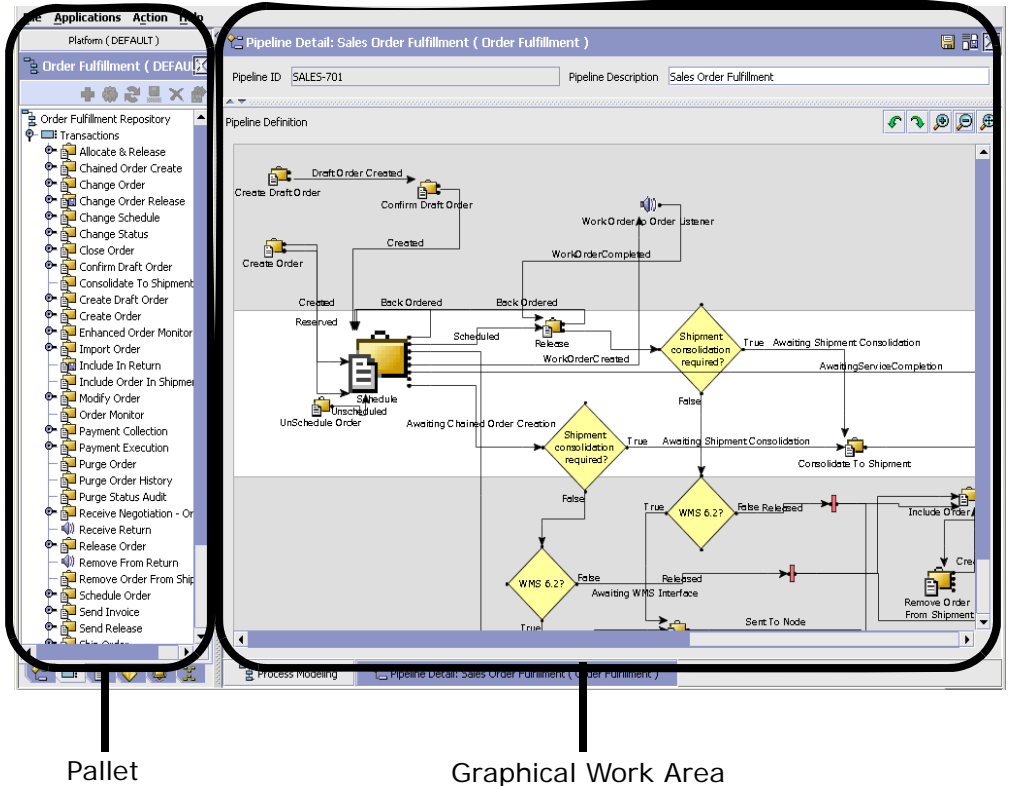 File Applications Action Help
Platform ( DEFAULT )
Order Fulfillment ( DEFAUL
Order Fulfillment Repository
Transactions
Allocate & Release
Chained Order Create
Change Order
Change Order Release
Change Schedule
Change Status
Close Order
Confirm Draft Order
Consolidate To Shipment
Create Draft Order
Create Order
Enhanced Order Monitor
Import Order
Include In Return
Include Order In Shipmen
Modify Order
Order Monitor
Payment Collection
Payment Execution
Purge Order
Purge Order History
Purge Status Audit
Receive Negotiation - Or
Receive Return
Release Order
Remove From Return
Remove Order From Ship
Schedule Order
Send Invoice
Send Release
Ship Order
Pipeline Detail: Sales Order Fulfillment ( Order Fulfillment )
Pipeline ID SALES-701 Pipeline Description Sales Order Fulfillment
Pipeline Definition
Draft Order Created
Create Draft Order
Confirm Draft Order
Work Order to Order Listener
Created
WorkOrderCompleted
Create Order
Created Back Ordered Back Ordered
Reserved
Scheduled
Release
WorkOrderCreated
Shipment
consolidation
required?
True Awaiting Shipment Consolidation
AwaitingServiceCompletion
False
Schedule
Unscheduled
UnSchedule Order
Awaiting Chained Order Creation
Shipment
consolidation
required?
True Awaiting Shipment Consolidation
Consolidate To Shipment
False
True WMS 6.2? False Released
Include Order
WMS 6.2? False Released
Awaiting WMS Interface
Cre
Remove Order
From Shipment
True
Sent To Node
Process Modeling
Pipeline Detail: Sales Order Fulfillment ( Order Fulfillment )
Pallet
Graphical Work Area